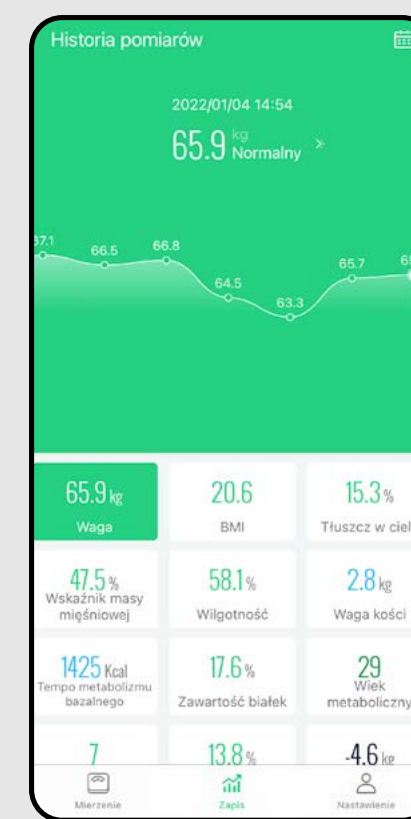 Historia pomiarów
2022/01/04 14:54
65.9 kg Normalny »
67.1 66.5 66.8 64.5 63.3 65.7
65.9 kg
Waga
20.6
BMI
15.3 %
Tłuszcz w ciel
47.5 %
Wskaźnik masy
mięśniowej
58.1 %
Wilgotność
2.8 kg
Waga kości
1425 Kcal
Tempo metabolizmu
bazalnego
17.6 %
Zawartość białek
29
Wiek
metaboliczny
7
13.8 %
-4.6 kg
Mierzenie
Zapis
Nastawienie